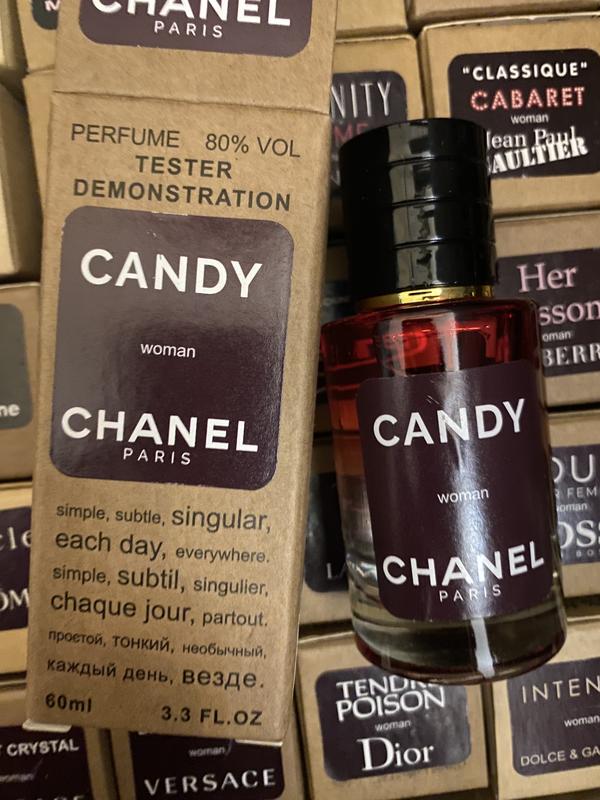 CHANEL
PARIS
PERFUME 80% VOL
TESTER
DEMONSTRATION
CANDY
woman
CHANEL
PARIS
simple, subtle, singular,
each day, everywhere.
simple, subtil, singulier,
chaque jour, partout.
простой, тонкий, необычный,
каждый день, везде.
60ml 3.3 FL.OZ
CANDY
woman
CHANEL
PARIS
"CLASSIQUE"
CABARET
woman
Jean Paul
GAULTIER
Her
woman
TENDRE
POISON
woman
Dior
CRYSTAL
woman
VERSACE
woman
DOLCE & GA